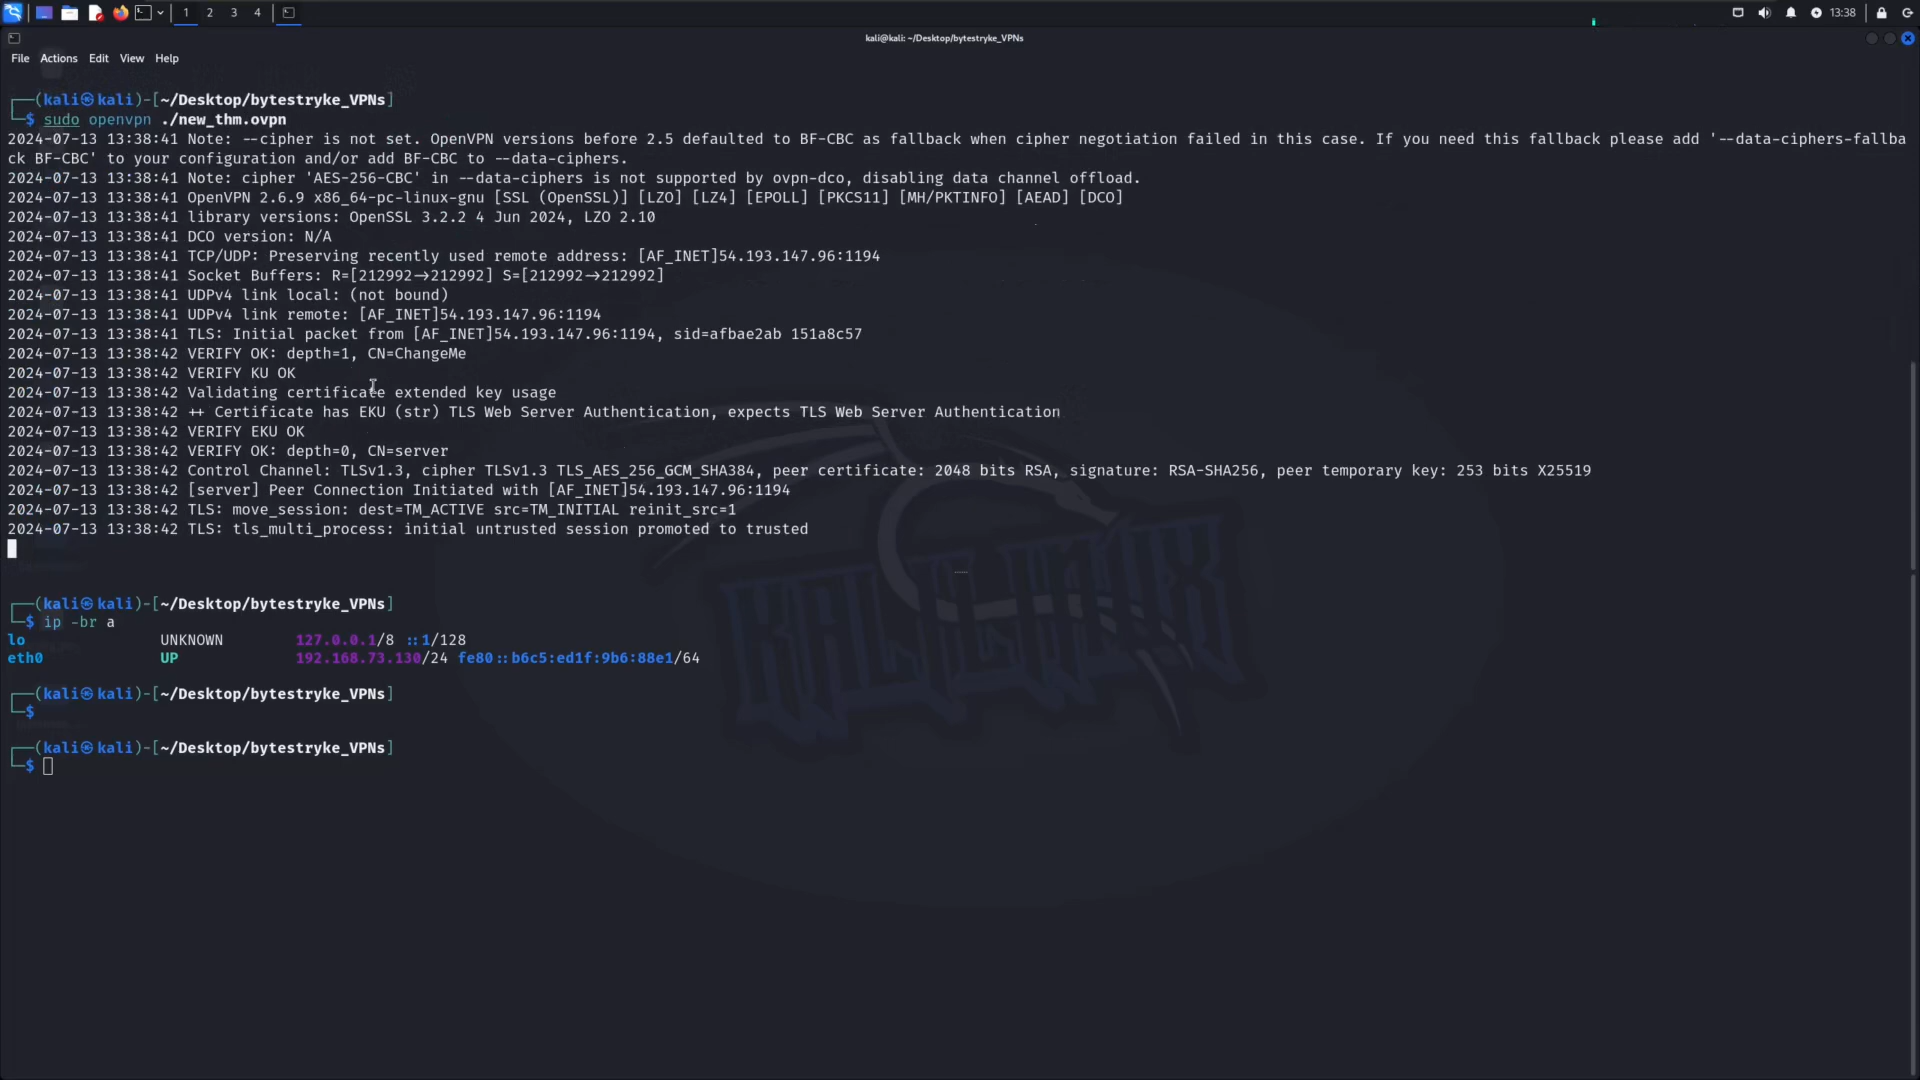 1 2 3 4 13:38
kali@kali: ~/Desktop/bytestryke_VPNs
File Actions Edit View Help
┌──(kali㉿kali)-[~/Desktop/bytestryke_VPNs]
└─$ sudo openvpn ./new_thm.ovpn
2024-07-13 13:38:41 Note: --cipher is not set. OpenVPN versions before 2.5 defaulted to BF-CBC as fallback when cipher negotiation failed in this case. If you need this fallback please add '--data-ciphers-fallba
ck BF-CBC' to your configuration and/or add BF-CBC to --data-ciphers.
2024-07-13 13:38:41 Note: cipher 'AES-256-CBC' in --data-ciphers is not supported by ovpn-dco, disabling data channel offload.
2024-07-13 13:38:41 OpenVPN 2.6.9 x86_64-pc-linux-gnu [SSL (OpenSSL)] [LZO] [LZ4] [EPOLL] [PKCS11] [MH/PKTINFO] [AEAD] [DCO]
2024-07-13 13:38:41 library versions: OpenSSL 3.2.2 4 Jun 2024, LZO 2.10
2024-07-13 13:38:41 DCO version: N/A
2024-07-13 13:38:41 TCP/UDP: Preserving recently used remote address: [AF_INET]54.193.147.96:1194
2024-07-13 13:38:41 Socket Buffers: R=[212992→212992] S=[212992→212992]
2024-07-13 13:38:41 UDPv4 link local: (not bound)
2024-07-13 13:38:41 UDPv4 link remote: [AF_INET]54.193.147.96:1194
2024-07-13 13:38:41 TLS: Initial packet from [AF_INET]54.193.147.96:1194, sid=afbae2ab 151a8c57
2024-07-13 13:38:42 VERIFY OK: depth=1, CN=ChangeMe
2024-07-13 13:38:42 VERIFY KU OK
2024-07-13 13:38:42 Validating certificate extended key usage
2024-07-13 13:38:42 ++ Certificate has EKU (str) TLS Web Server Authentication, expects TLS Web Server Authentication
2024-07-13 13:38:42 VERIFY EKU OK
2024-07-13 13:38:42 VERIFY OK: depth=0, CN=server
2024-07-13 13:38:42 Control Channel: TLSv1.3, cipher TLSv1.3 TLS_AES_256_GCM_SHA384, peer certificate: 2048 bits RSA, signature: RSA-SHA256, peer temporary key: 253 bits X25519
2024-07-13 13:38:42 [server] Peer Connection Initiated with [AF_INET]54.193.147.96:1194
2024-07-13 13:38:42 TLS: move_session: dest=TM_ACTIVE src=TM_INITIAL reinit_src=1
2024-07-13 13:38:42 TLS: tls_multi_process: initial untrusted session promoted to trusted
┌──(kali㉿kali)-[~/Desktop/bytestryke_VPNs]
└─$ ip -br a
lo UNKNOWN 127.0.0.1/8 ::1/128
eth0 UP 192.168.73.130/24 fe80::b6c5:ed1f:9b6:88e1/64
┌──(kali㉿kali)-[~/Desktop/bytestryke_VPNs]
└─$
┌──(kali㉿kali)-[~/Desktop/bytestryke_VPNs]
└─$
KALI LINUX